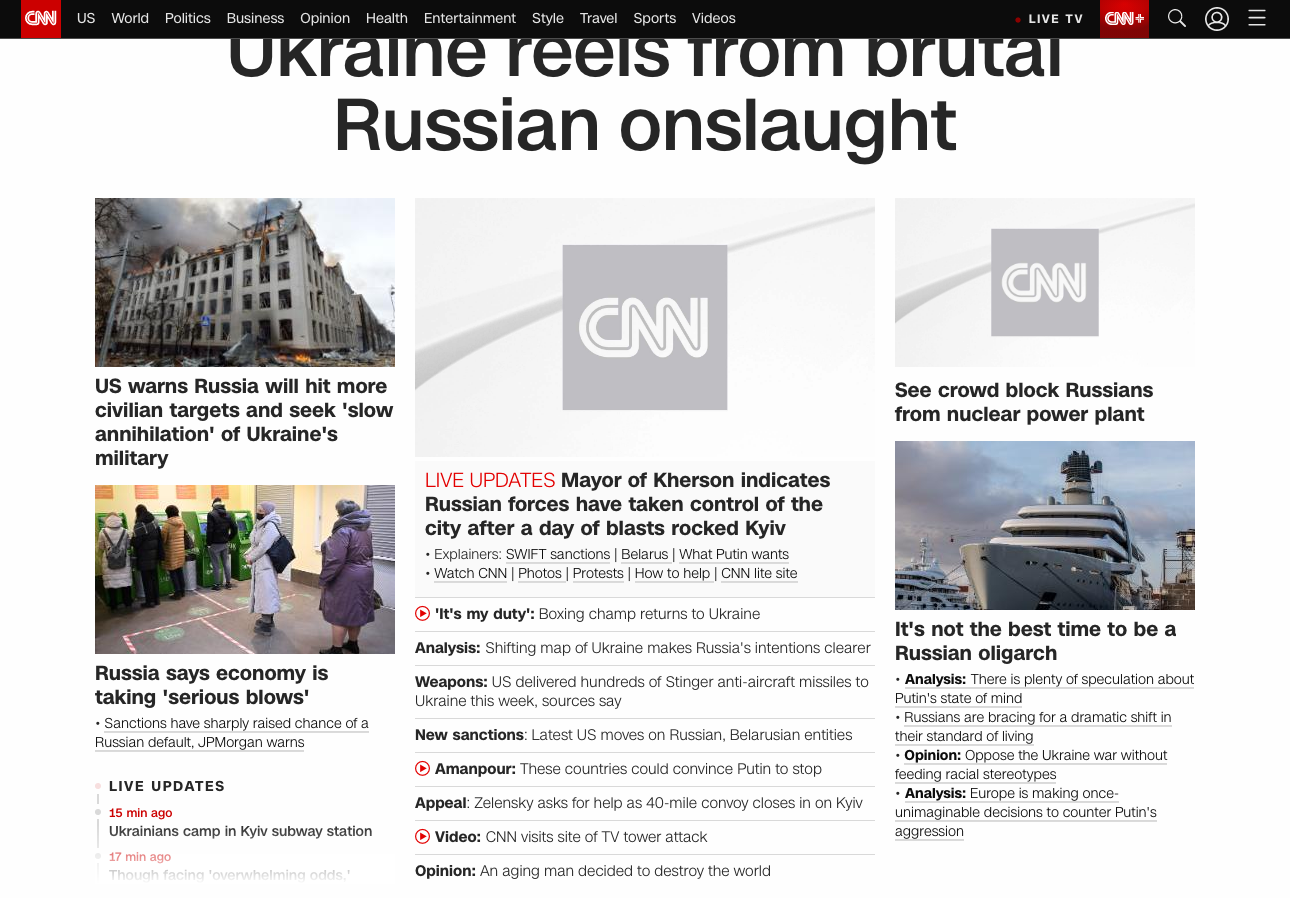 CNN US World Politics Business Opinion Health Entertainment Style Travel Sports Videos LIVE TV CNN+
Ukraine reels from brutal
Russian onslaught
US warns Russia will hit more
civilian targets and seek 'slow
annihilation' of Ukraine's
military
Russia says economy is
taking 'serious blows'
• Sanctions have sharply raised chance of a
Russian default, JPMorgan warns
LIVE UPDATES
15 min ago
Ukrainians camp in Kyiv subway station
17 min ago
Though facing 'overwhelming odds,'
CNN
LIVE UPDATES Mayor of Kherson indicates
Russian forces have taken control of the
city after a day of blasts rocked Kyiv
• Explainers: SWIFT sanctions | Belarus | What Putin wants
• Watch CNN | Photos | Protests | How to help | CNN lite site
'It's my duty': Boxing champ returns to Ukraine
Analysis: Shifting map of Ukraine makes Russia's intentions clearer
Weapons: US delivered hundreds of Stinger anti-aircraft missiles to
Ukraine this week, sources say
New sanctions: Latest US moves on Russian, Belarusian entities
Amanpour: These countries could convince Putin to stop
Appeal: Zelensky asks for help as 40-mile convoy closes in on Kyiv
Video: CNN visits site of TV tower attack
Opinion: An aging man decided to destroy the world
CNN
See crowd block Russians
from nuclear power plant
It's not the best time to be a
Russian oligarch
• Analysis: There is plenty of speculation about
Putin's state of mind
• Russians are bracing for a dramatic shift in
their standard of living
• Opinion: Oppose the Ukraine war without
feeding racial stereotypes
• Analysis: Europe is making once-
unimaginable decisions to counter Putin's
aggression